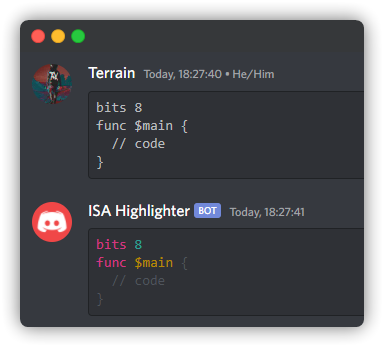 Terrain Today, 18:27:40 • He/Him
bits 8
func $main {
  // code
}
ISA Highlighter BOT Today, 18:27:41
bits 8
func $main {
  // code
}